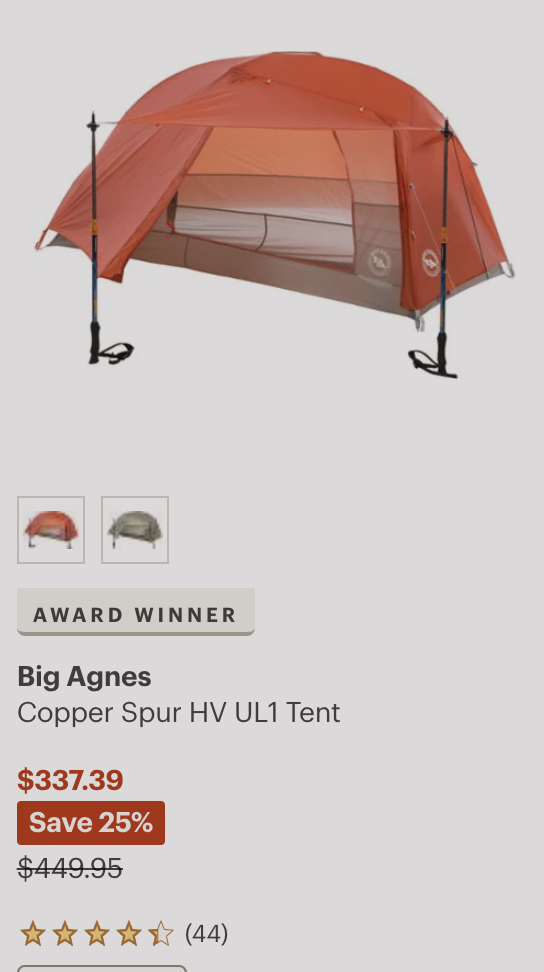 AWARD WINNER
Big Agnes
Copper Spur HV UL1 Tent
$337.39
Save 25%
$449.95
(44)